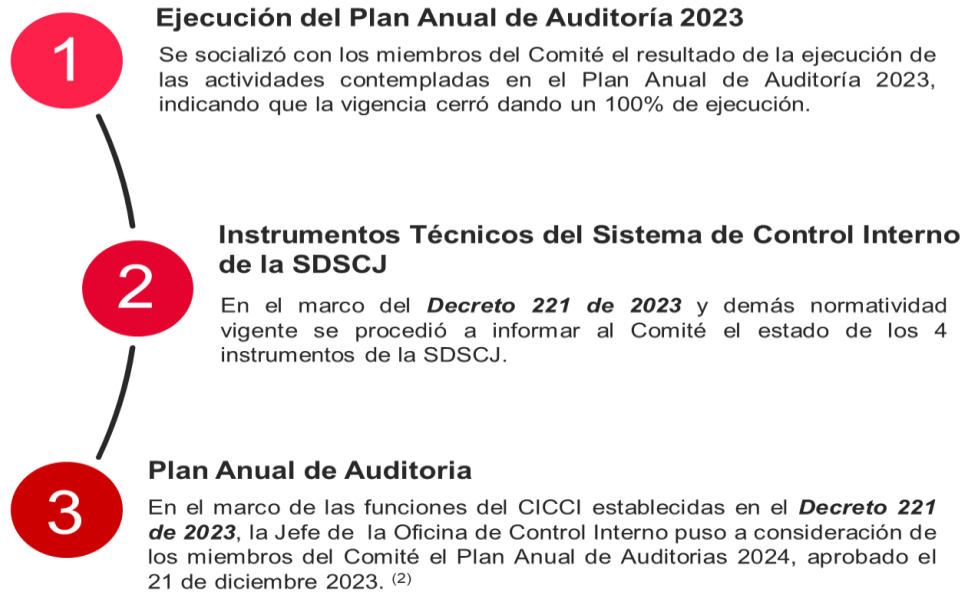 1
Ejecución del Plan Anual de Auditoría 2023
Se socializó con los miembros del Comité el resultado de la ejecución de
las actividades contempladas en el Plan Anual de Auditoría 2023,
indicando que la vigencia cerró dando un 100% de ejecución.
2
Instrumentos Técnicos del Sistema de Control Interno
de la SDSCJ
En el marco del Decreto 221 de 2023 y demás normatividad
vigente se procedió a informar al Comité el estado de los 4
instrumentos de la SDSCJ.
3
Plan Anual de Auditoria
En el marco de las funciones del CICCI establecidas en el Decreto 221
de 2023, la Jefe de la Oficina de Control Interno puso a consideración de
los miembros del Comité el Plan Anual de Auditorias 2024, aprobado el
21 de diciembre 2023. (2)